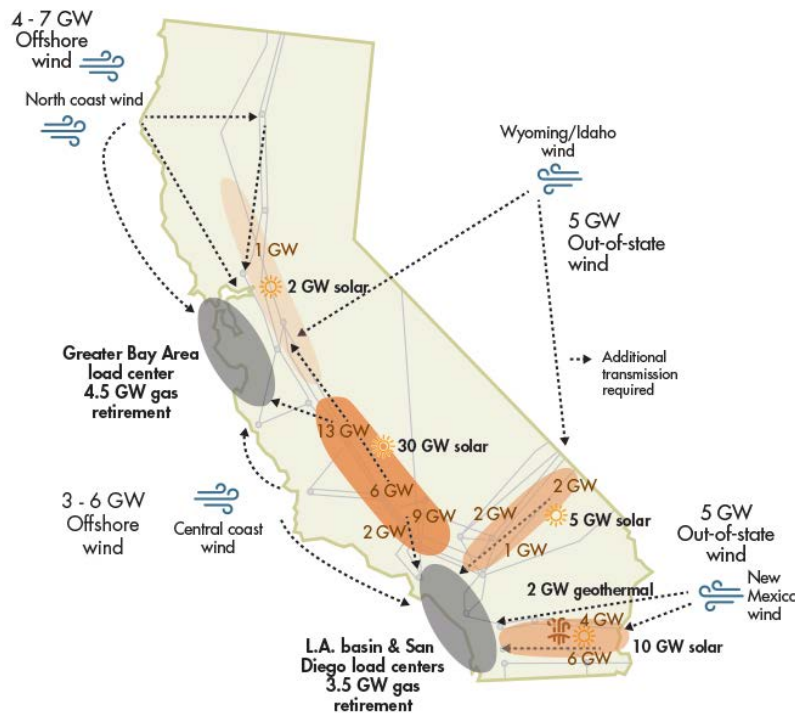 4 - 7 GW
Offshore
wind
North coast wind
Wyoming/Idaho
wind
5 GW
Out-of-state
wind
1 GW
2 GW solar
Greater Bay Area
load center
4.5 GW gas
retirement
Additional
transmission
required
13 GW
30 GW solar
6 GW
9 GW
2 GW
3 - 6 GW
Offshore
wind
Central coast
wind
2 GW
2 GW
5 GW solar
1 GW
5 GW
Out-of-state
wind
2 GW geothermal
New
Mexico
wind
4 GW
10 GW solar
6 GW
L.A. basin & San
Diego load centers
3.5 GW gas
retirement